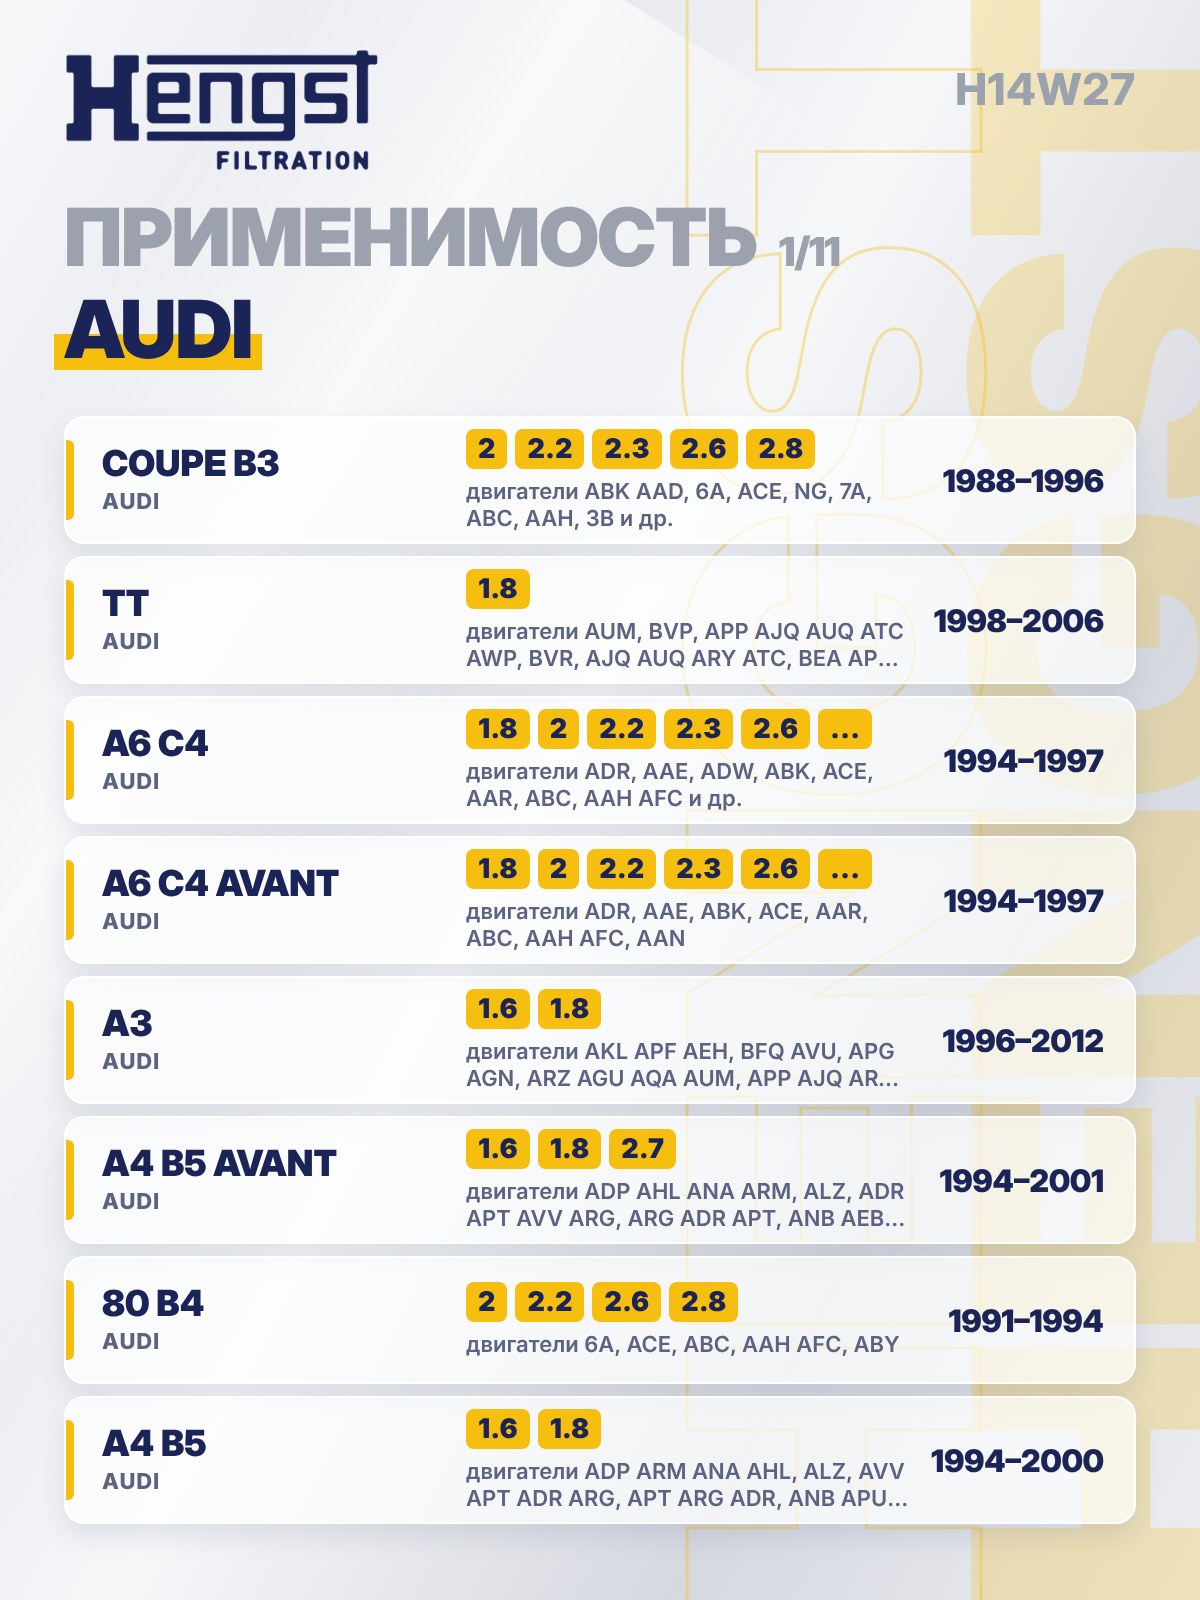 Hengst
FILTRATION
H14W27
ПРИМЕНИМОСТЬ 1/11
AUDI
COUPE B3
AUDI
2 2.2 2.3 2.6 2.8
двигатели ABK AAD, 6A, ACE, NG, 7A,
ABC, AAH, 3B и др.
1988–1996
TT
AUDI
1.8
двигатели AUM, BVP, APP AJQ AUQ ATC
AWP, BVR, AJQ AUQ ARY ATC, BEA AP...
1998–2006
A6 C4
AUDI
1.8 2 2.2 2.3 2.6 ...
двигатели ADR, AAE, ADW, ABK, ACE,
AAR, ABC, AAH AFC и др.
1994–1997
A6 C4 AVANT
AUDI
1.8 2 2.2 2.3 2.6 ...
двигатели ADR, AAE, ABK, ACE, AAR,
ABC, AAH AFC, AAN
1994–1997
A3
AUDI
1.6 1.8
двигатели AKL APF AEH, BFQ AVU, APG
AGN, ARZ AGU AQA AUM, APP AJQ AR...
1996–2012
A4 B5 AVANT
AUDI
1.6 1.8 2.7
двигатели ADP AHL ANA ARM, ALZ, ADR
APT AVV ARG, ARG ADR APT, ANB AEB...
1994–2001
80 B4
AUDI
2 2.2 2.6 2.8
двигатели 6A, ACE, ABC, AAH AFC, ABY
1991–1994
A4 B5
AUDI
1.6 1.8
двигатели ADP ARM ANA AHL, ALZ, AVV
APT ADR ARG, APT ARG ADR, ANB APU...
1994–2000
HENGST
HENGST